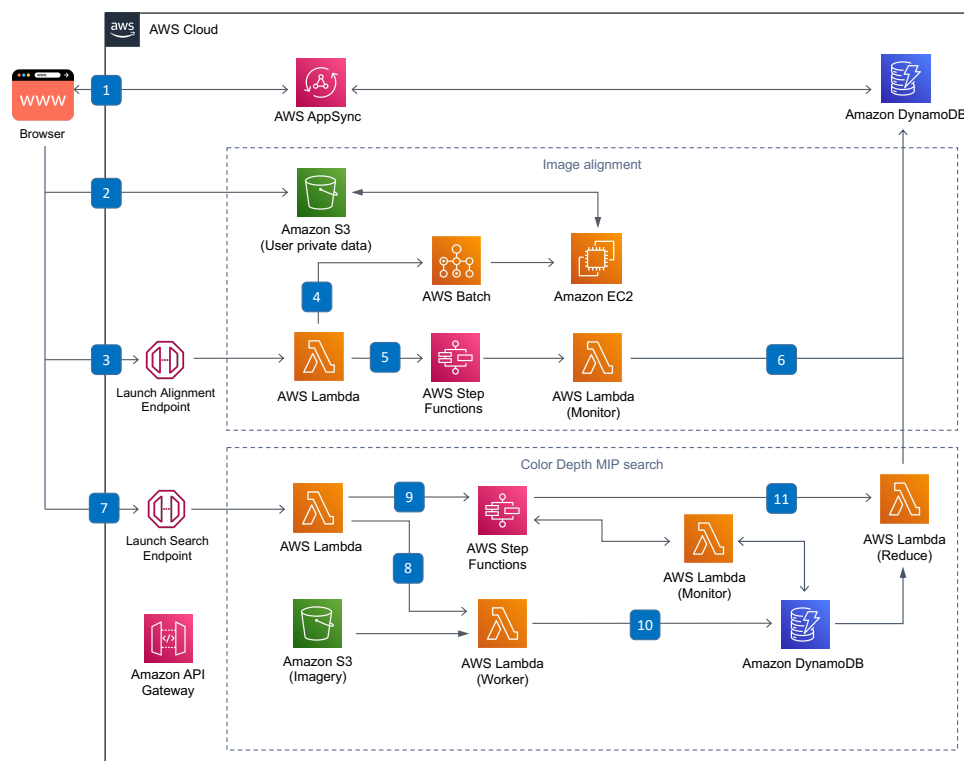 aws
AWS Cloud
www
WWW
Browser
1
AWS AppSync
Amazon DynamoDB
Image alignment
2
Amazon S3
(User private data)
4
AWS Batch
Amazon EC2
3
Launch Alignment
Endpoint
AWS Lambda
5
AWS Step
Functions
AWS Lambda
(Monitor)
6
Color Depth MIP search
7
Launch Search
Endpoint
AWS Lambda
9
AWS Step
Functions
11
AWS Lambda
(Reduce)
8
AWS Lambda
(Monitor)
Amazon S3
(Imagery)
AWS Lambda
(Worker)
10
Amazon DynamoDB
Amazon API
Gateway